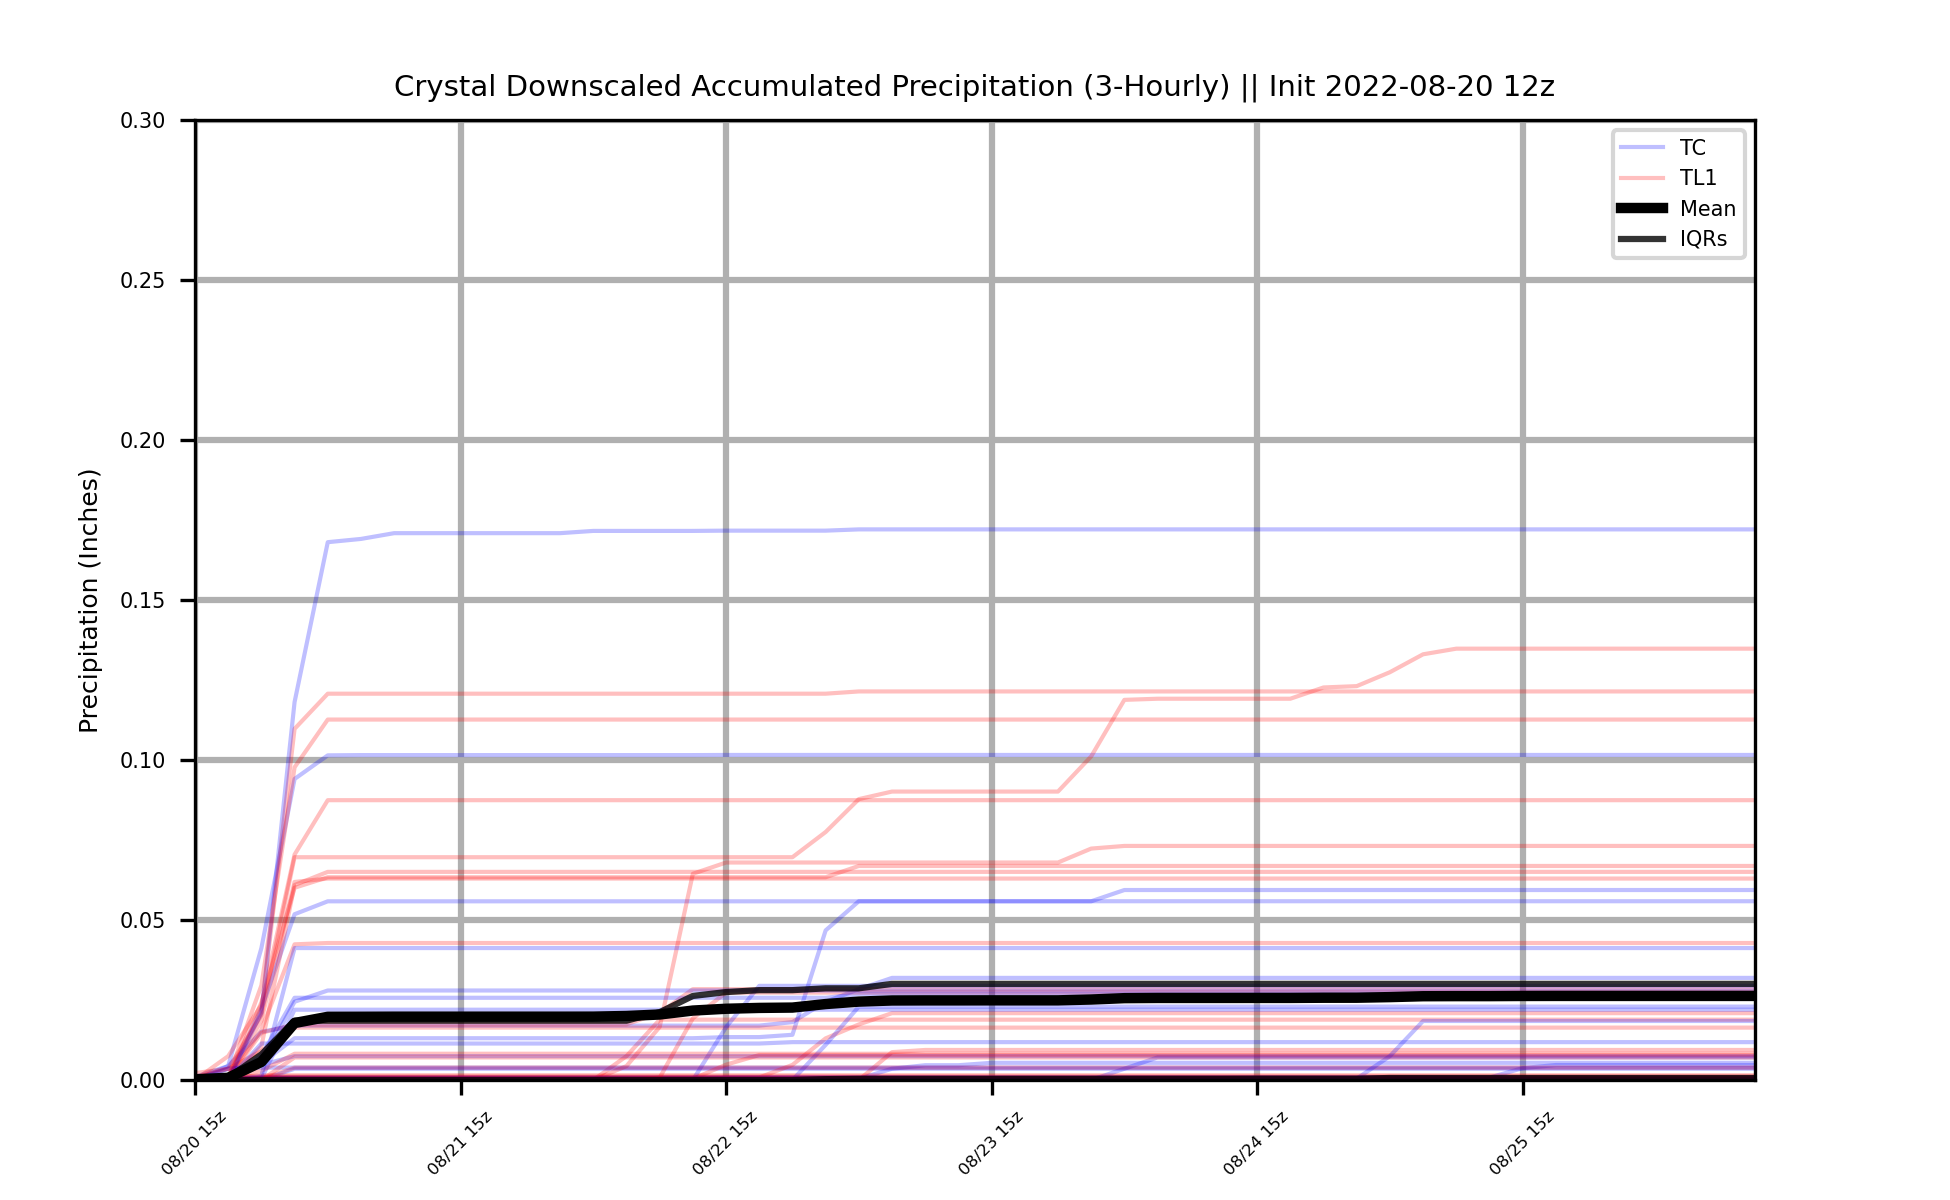 Crystal Downscaled Accumulated Precipitation (3-Hourly) || Init 2022-08-20 12z
Precipitation (Inches)
0.30
0.25
0.20
0.15
0.10
0.05
0.00
TC
TL1
Mean
IQRs
08/20 15z
08/21 15z
08/22 15z
08/23 15z
08/24 15z
08/25 15z